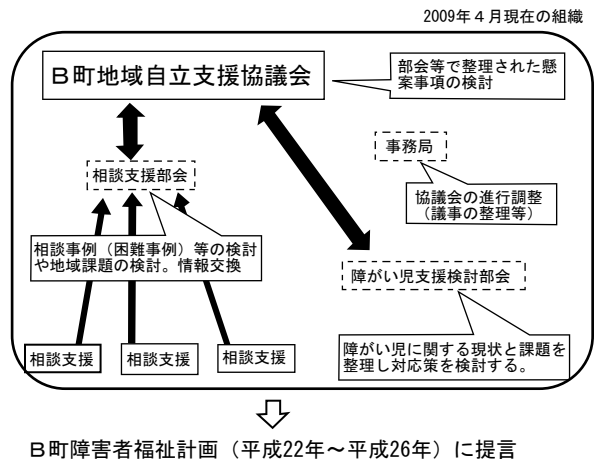 2009年４月現在の組織
Ｂ町地域自立支援協議会
部会等で整理された懸
案事項の検討
事務局
相談支援部会
協議会の進行調整
（議事の整理等）
相談事例（困難事例）等の検討
や地域課題の検討。情報交換
障がい児支援検討部会
相談支援
相談支援
相談支援
障がい児に関する現状と課題を
整理し対応策を検討する。
Ｂ町障害者福祉計画（平成22年～平成26年）に提言